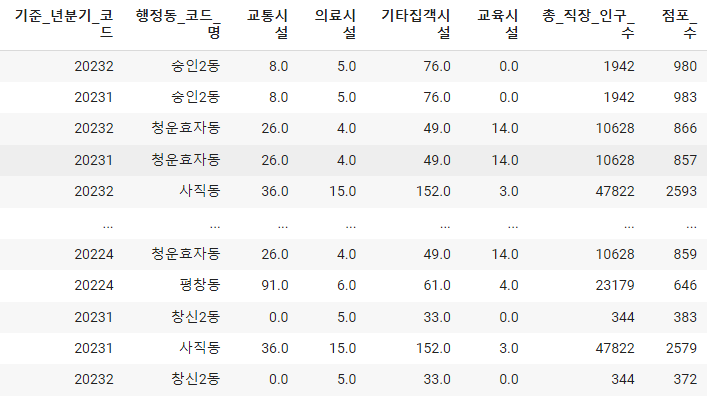 기준_년분기_코드 행정동_코드_명 교통시설 의료시설 기타집객시설 교육시설 총_직장_인구_수 점포_수
20232 숭인2동 8.0 5.0 76.0 0.0 1942 980
20231 숭인2동 8.0 5.0 76.0 0.0 1942 983
20232 청운효자동 26.0 4.0 49.0 14.0 10628 866
20231 청운효자동 26.0 4.0 49.0 14.0 10628 857
20232 사직동 36.0 15.0 152.0 3.0 47822 2593
... ... ... ... ... ... ... ...
20224 청운효자동 26.0 4.0 49.0 14.0 10628 859
20224 평창동 91.0 6.0 61.0 4.0 23179 646
20231 창신2동 0.0 5.0 33.0 0.0 344 383
20231 사직동 36.0 15.0 152.0 3.0 47822 2579
20232 창신2동 0.0 5.0 33.0 0.0 344 372